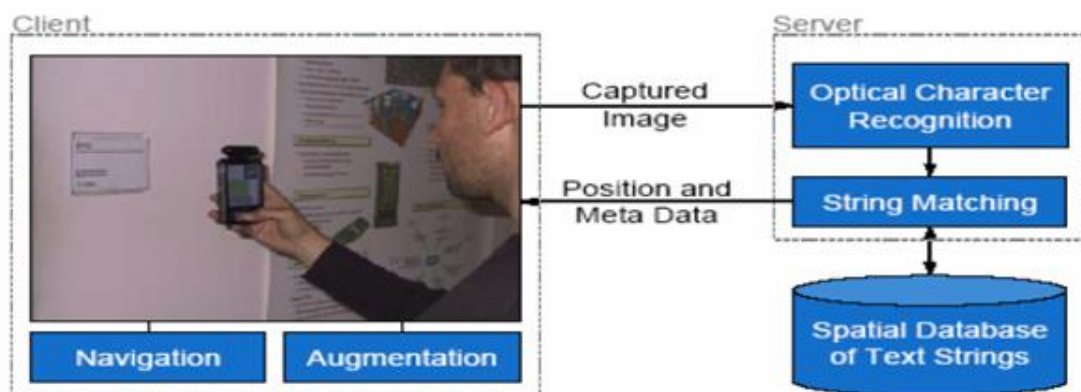 Client
Server
Captured
Image
Optical Character
Recognition
Position and
Meta Data
String Matching
Navigation
Augmentation
Spatial Database
of Text Strings